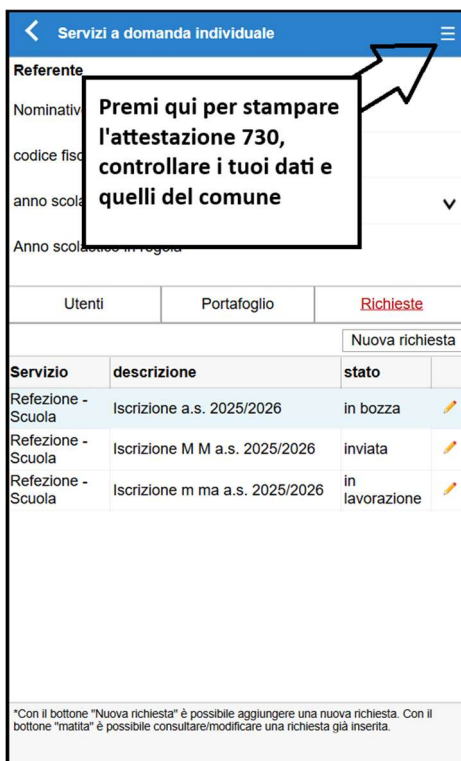 Servizi a domanda individuale
Referente
Nominativ
Premi qui per stampare
l'attestazione 730,
controllare i tuoi dati e
quelli del comune
codice fisc
anno scola
Anno scolastico in regola
Utenti Portafoglio Richieste
Nuova richiesta
Servizio descrizione stato
Refezione - Scuola Iscrizione a.s. 2025/2026 in bozza
Refezione - Scuola Iscrizione M M a.s. 2025/2026 inviata
Refezione - Scuola Iscrizione m ma a.s. 2025/2026 in lavorazione
*Con il bottone "Nuova richiesta" è possibile aggiungere una nuova richiesta. Con il
bottone "matita" è possibile consultare/modificare una richiesta già inserita.